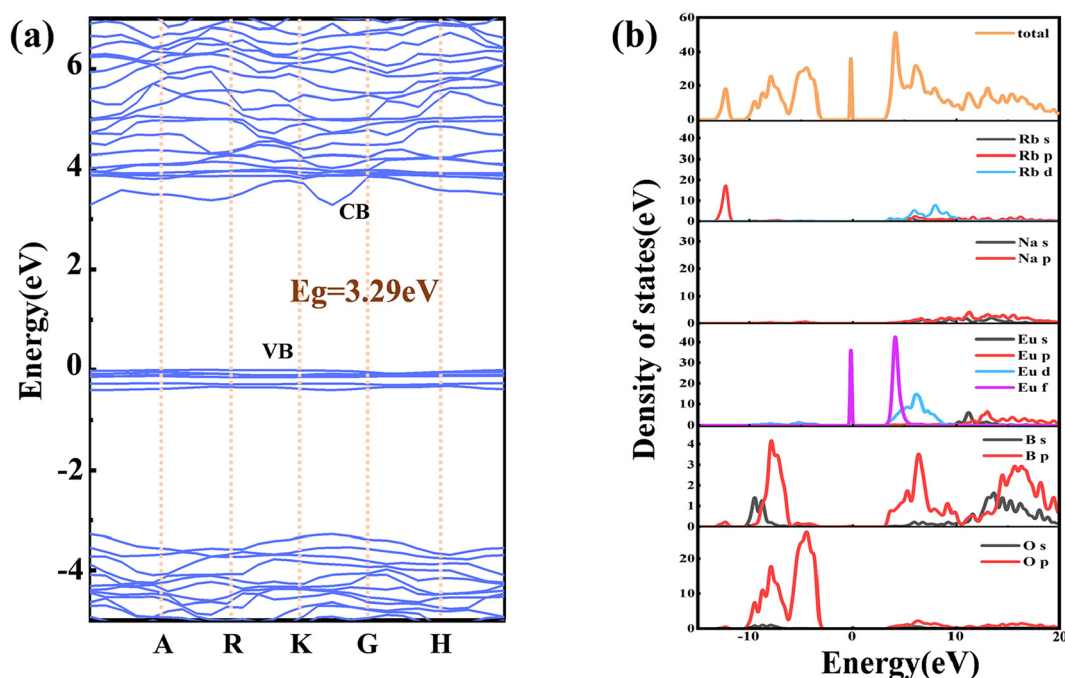 (a)
6
4
2
0
-2
-4
Energy(eV)
CB
Eg=3.29eV
VB
A R K G H
(b)
60
40
20
0
total
40
30
20
10
0
Rb s
Rb p
Rb d
30
20
10
0
Na s
Na p
40
30
20
10
0
Eu s
Eu p
Eu d
Eu f
4
3
2
1
0
B s
B p
20
10
0
O s
O p
Density of states(eV)
-10 0 10 20
Energy(eV)